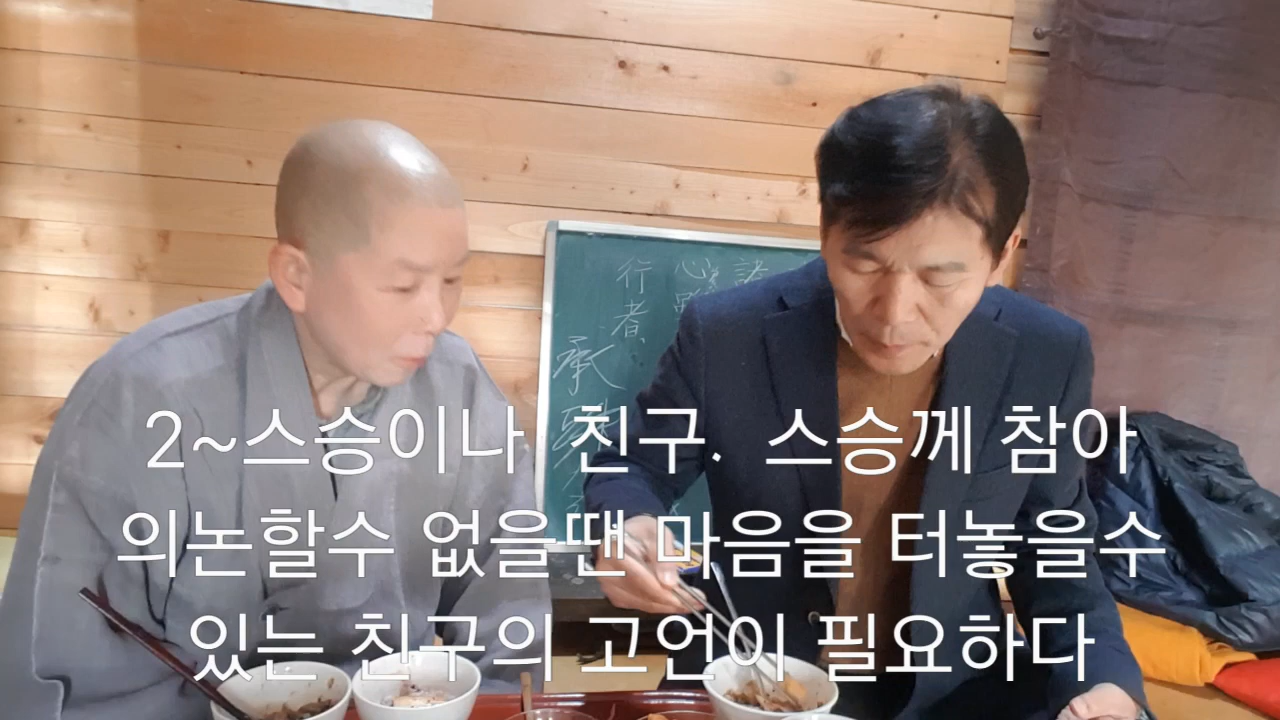 2~스승이나 친구. 스승께 참아
의논할수 없을땐 마음을 터놓을수
있는 친구의 고언이 필요하다
行者
心
承